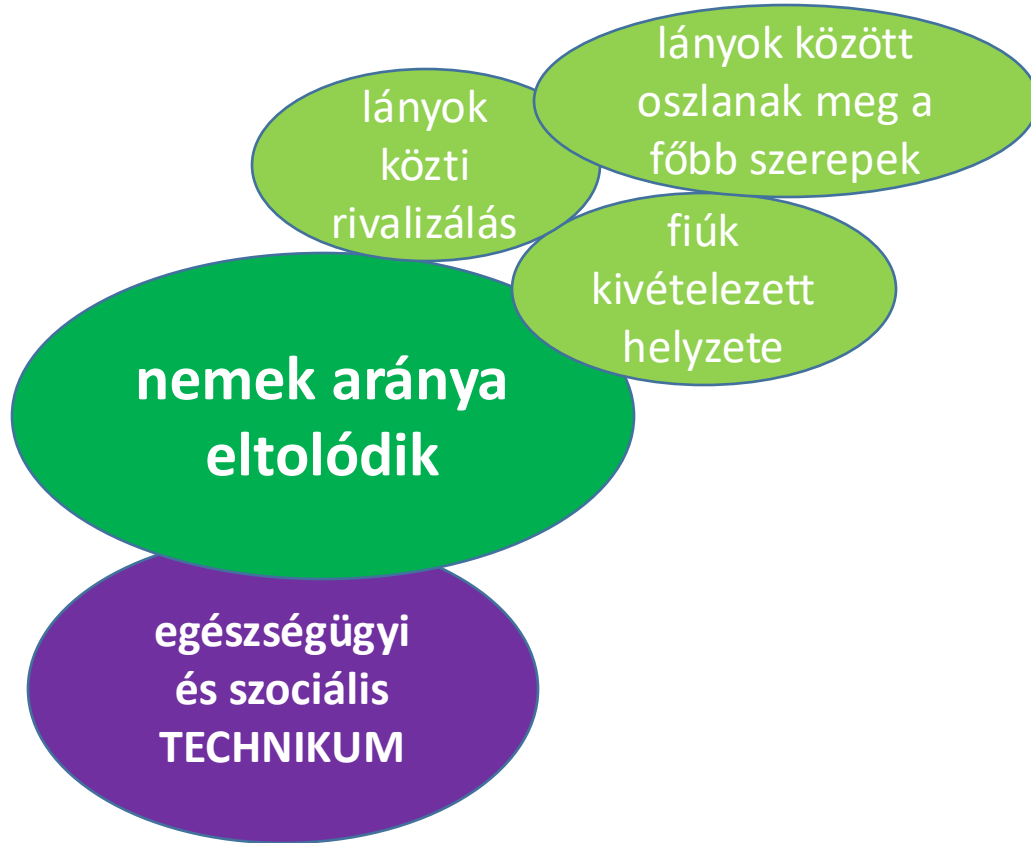 lányok között
oszlanak meg a
főbb szerepek
lányok
közti
rivalizálás
fiúk
kivételezett
helyzete
nemek aránya
eltolódik
egészségügyi
és szociális
TECHNIKUM